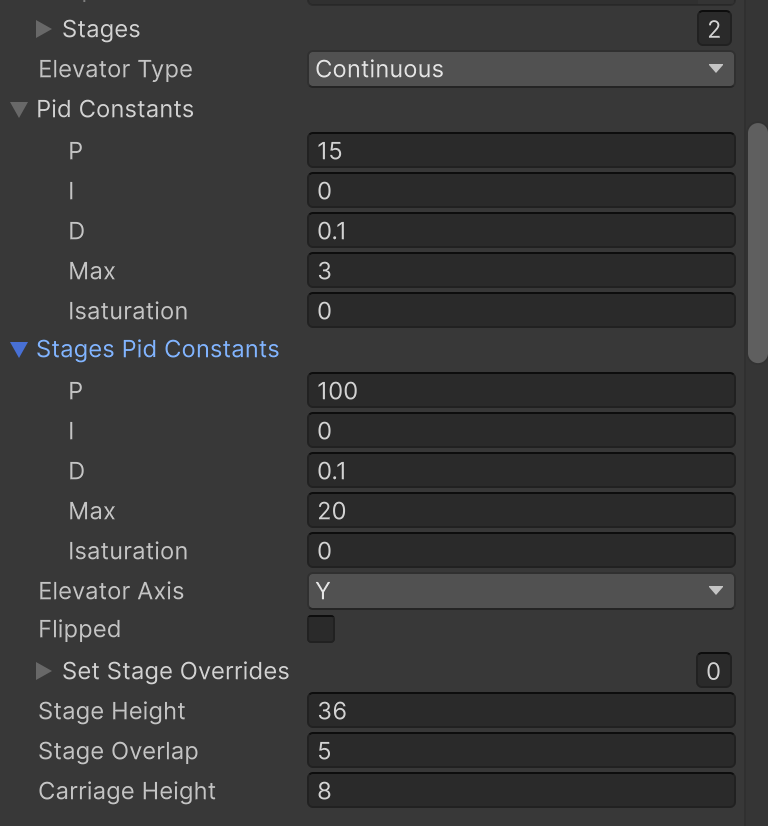 Stages 2
Elevator Type Continuous
Pid Constants
P 15
I 0
D 0.1
Max 3
Isaturation 0
Stages Pid Constants
P 100
I 0
D 0.1
Max 20
Isaturation 0
Elevator Axis Y
Flipped
Set Stage Overrides 0
Stage Height 36
Stage Overlap 5
Carriage Height 8